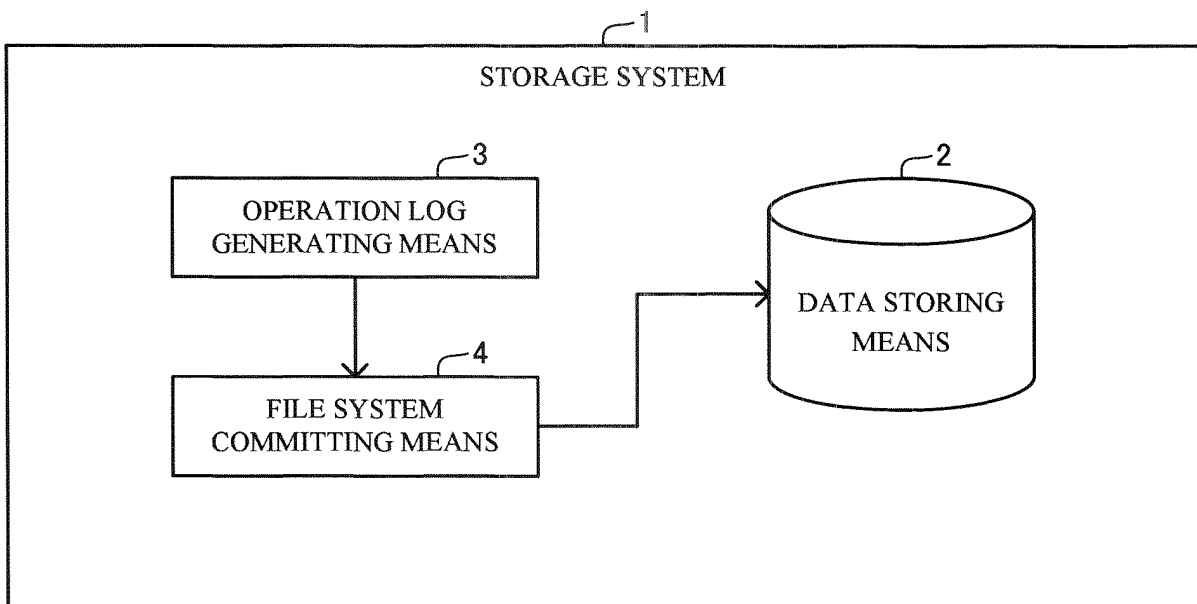 1
STORAGE SYSTEM
3
OPERATION LOG
GENERATING MEANS
2
DATA STORING
MEANS
4
FILE SYSTEM
COMMITTING MEANS